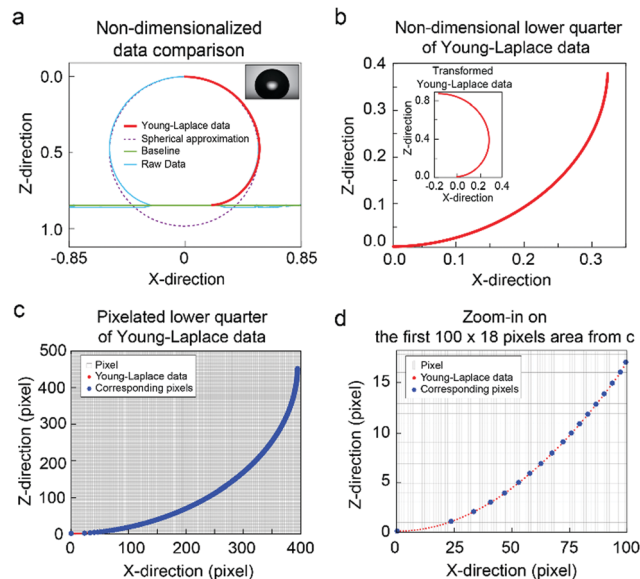 a
Non-dimensionalized
data comparison
Z-direction
0.0
0.5
1.0
Young-Laplace data
Spherical approximation
Baseline
Raw Data
-0.85
0
0.85
X-direction
b
Non-dimensional lower quarter
of Young-Laplace data
Z-direction
0.4
0.3
0.2
0.1
0.0
Transformed
Young-Laplace data
Z-direction
0.8
0.4
0.0
-0.2 0.0 0.2 0.4
X-direction
0.0
0.1
0.2
0.3
X-direction
c
Pixelated lower quarter
of Young-Laplace data
Z-direction (pixel)
500
400
300
200
100
0
Pixel
Young-Laplace data
Corresponding pixels
0
100
200
300
400
X-direction (pixel)
d
Zoom-in on
the first 100 x 18 pixels area from c
Z-direction (pixel)
15
10
5
0
Pixel
Young-Laplace data
Corresponding pixels
0
25
50
75
100
X-direction (pixel)